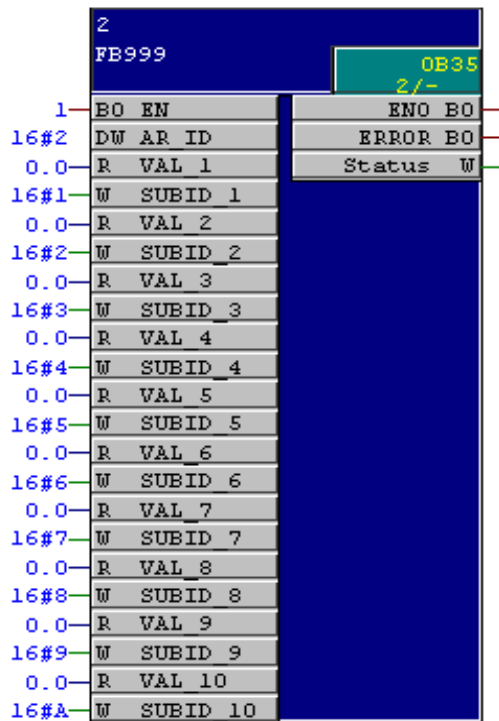 2
FB999
OB35
2/-
1 BO EN ENO BO
16#2 DW AR_ID ERROR BO
0.0 R VAL_1 Status W
16#1 W SUBID_1
0.0 R VAL_2
16#2 W SUBID_2
0.0 R VAL_3
16#3 W SUBID_3
0.0 R VAL_4
16#4 W SUBID_4
0.0 R VAL_5
16#5 W SUBID_5
0.0 R VAL_6
16#6 W SUBID_6
0.0 R VAL_7
16#7 W SUBID_7
0.0 R VAL_8
16#8 W SUBID_8
0.0 R VAL_9
16#9 W SUBID_9
0.0 R VAL_10
16#A W SUBID_10